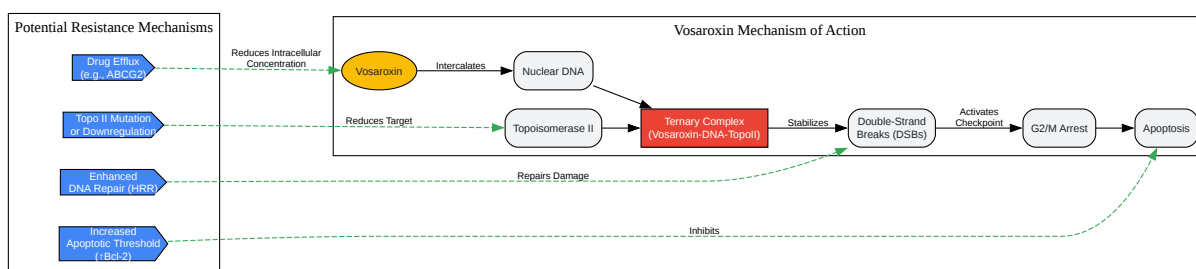 Potential Resistance Mechanisms
Drug Efflux
(e.g., ABCG2)
Topo II Mutation
or Downregulation
Enhanced
DNA Repair (HRR)
Increased
Apoptotic Threshold
(↑Bcl-2)
Reduces Intracellular
Concentration
Reduces Target
Repairs Damage
Inhibits
Vosaroxin Mechanism of Action
Vosaroxin
Intercalates
Nuclear DNA
Topoisomerase II
Ternary Complex
(Vosaroxin-DNA-TopoII)
Stabilizes
Double-Strand
Breaks (DSBs)
Activates
Checkpoint
G2/M Arrest
Apoptosis